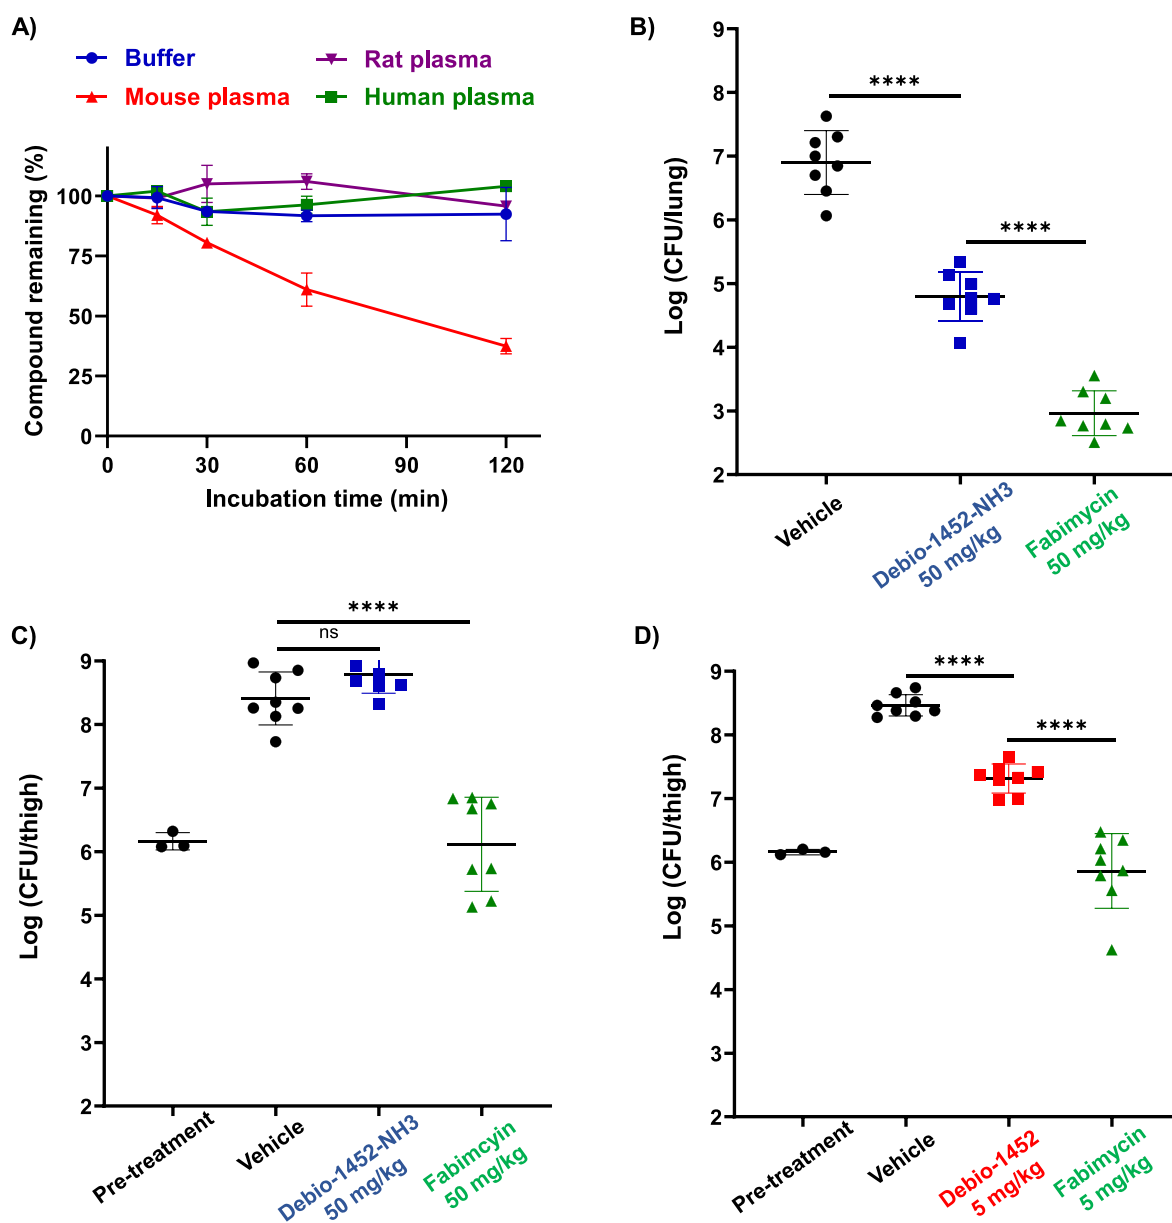 A)
Buffer
Rat plasma
Mouse plasma
Human plasma
Compound remaining (%)
100
75
50
25
0
0 30 60 90 120
Incubation time (min)
B)
Log (CFU/lung)
9
8
7
6
5
4
3
2
****
****
Vehicle
Debio-1452-NH3
50 mg/kg
Fabimycin
50 mg/kg
C)
Log (CFU/thigh)
9
8
7
6
5
4
3
2
****
ns
Pre-treatment
Vehicle
Debio-1452-NH3
50 mg/kg
Fabimcyin
50 mg/kg
D)
Log (CFU/thigh)
9
8
7
6
5
4
3
2
****
****
Pre-treatment
Vehicle
Debio-1452
5 mg/kg
Fabimycin
5 mg/kg